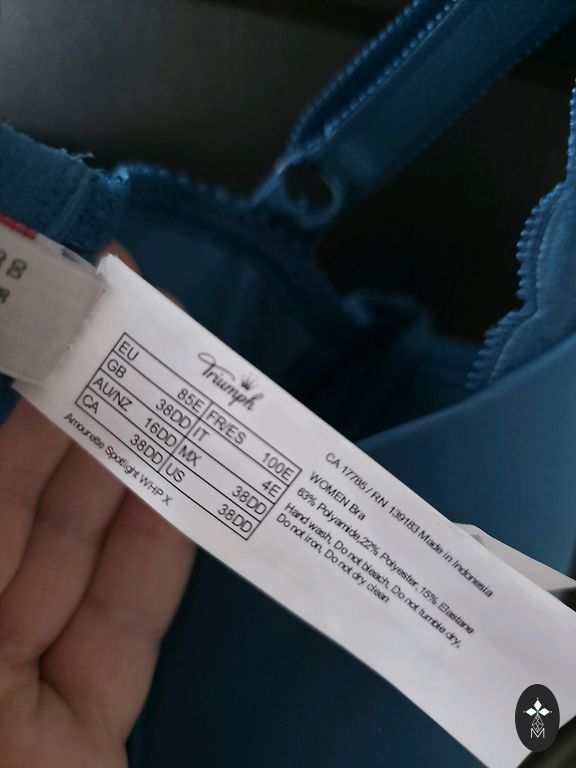 Triumph
EU 85E FR/ES 100E
GB 38DD IT 4E
AU/NZ 16DD MX 38DD
CA 38DD US 38DD
Amourette Spotlight WHP X
CA 17785 / RN 139183 Made in Indonesia
WOMEN Bra
63% Polyamide, 22% Polyester, 15% Elastane
Hand wash, Do not bleach, Do not tumble dry,
Do not iron, Do not dry clean
M